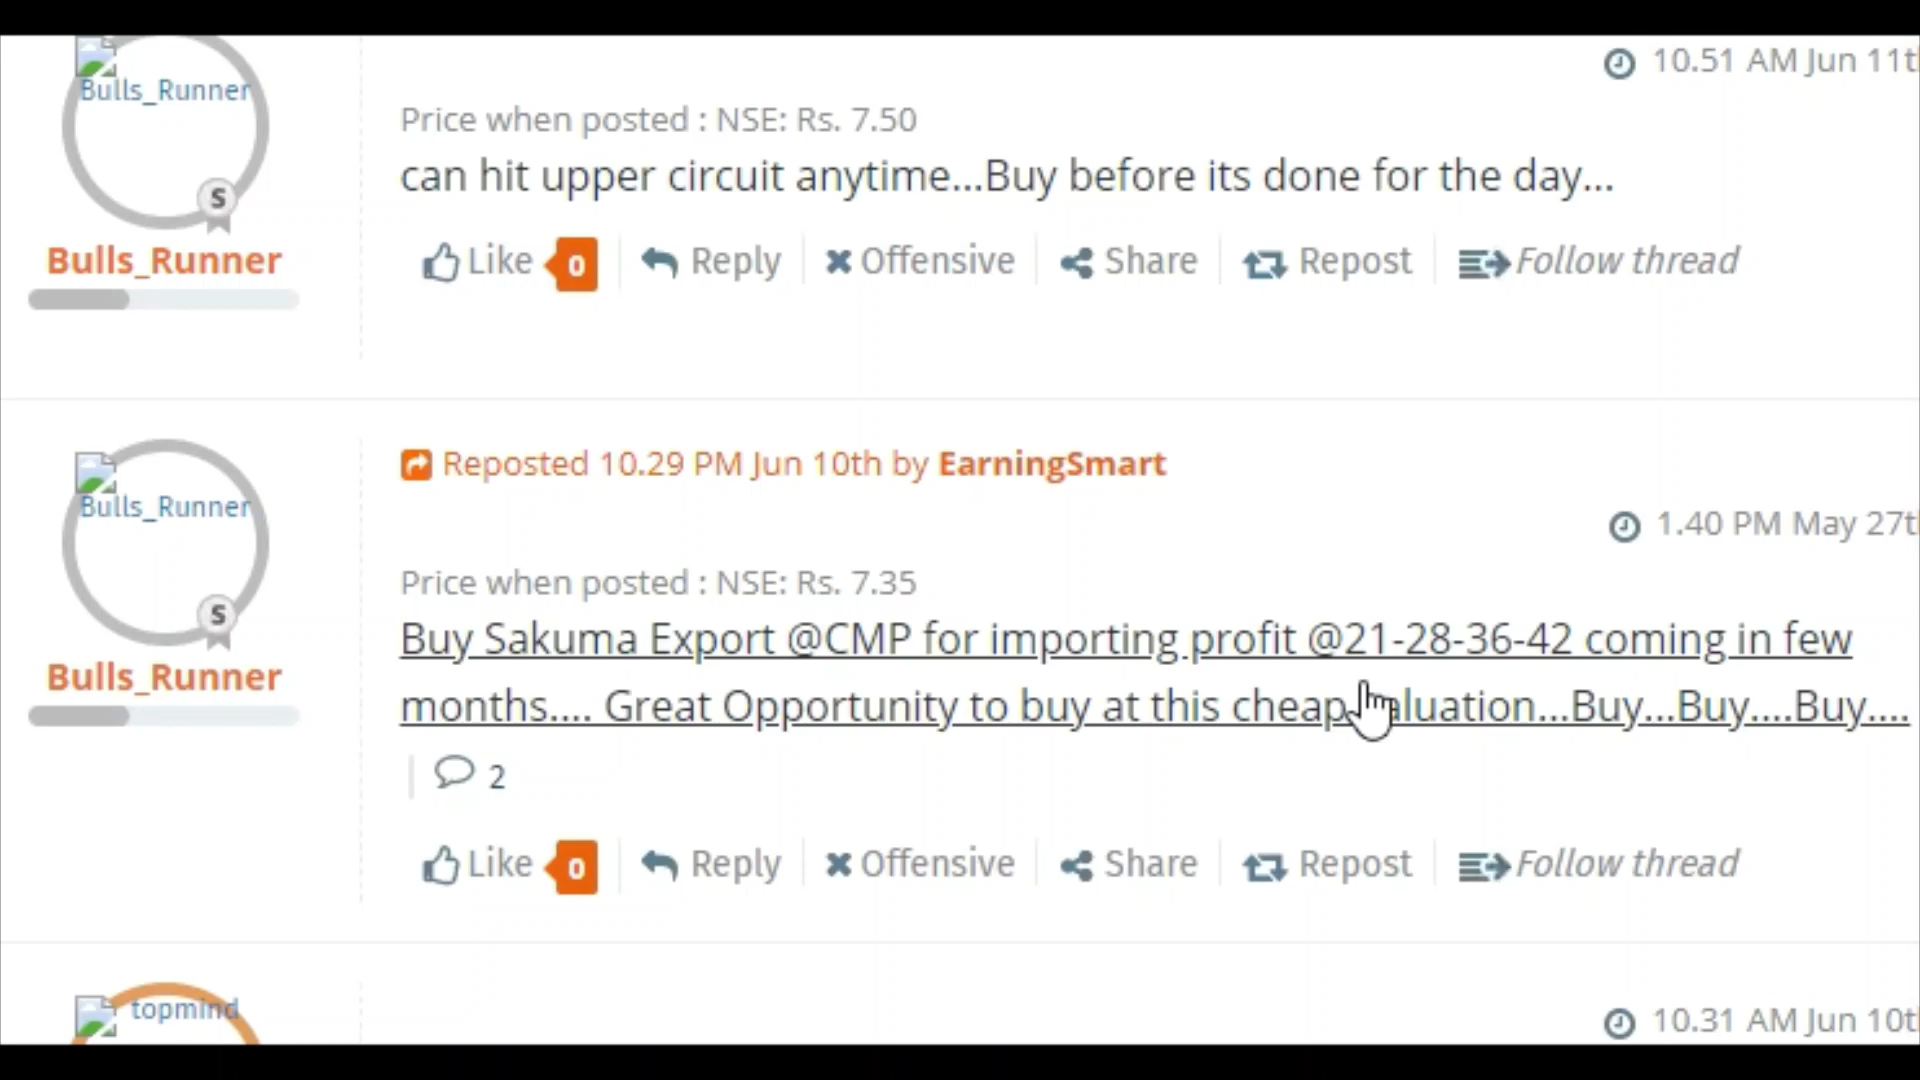 Bulls_Runner
10.51 AM Jun 11t
Price when posted : NSE: Rs. 7.50
can hit upper circuit anytime...Buy before its done for the day...
S
Bulls_Runner
Like 0 Reply Offensive Share Repost Follow thread
Reposted 10.29 PM Jun 10th by EarningSmart
Bulls_Runner
1.40 PM May 27t
Price when posted : NSE: Rs. 7.35
S
Bulls_Runner
Buy Sakuma Export @CMP for importing profit @21-28-36-42 coming in few
months.... Great Opportunity to buy at this cheap aluation...Buy...Buy....Buy....
2
Like 0 Reply Offensive Share Repost Follow thread
topmind
10.31 AM Jun 10t